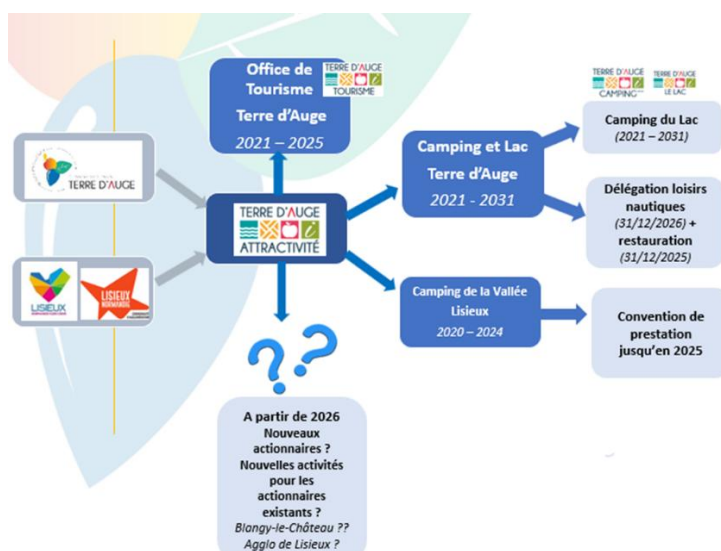 Office de
Tourisme
Terre d'Auge
2021 – 2025
TERRE D'AUGE
TOURISME
TERRE D'AUGE
CAMPING
TERRE D'AUGE
LE LAC
Camping du Lac
(2021 – 2031)
Camping et Lac
Terre d'Auge
2021 - 2031
TERRE D'AUGE
TERRE D'AUGE
ATTRACTIVITÉ
Délégation loisirs
nautiques
(31/12/2026) +
restauration
(31/12/2025)
LISIEUX
LISIEUX
NORMANDIE
Camping de la Vallée
Lisieux
2020 – 2024
Convention de
prestation
jusqu'en 2025
??
A partir de 2026
Nouveaux
actionnaires ?
Nouvelles activités
pour les
actionnaires
existants ?
Blangy-le-Château ??
Agglo de Lisieux ?